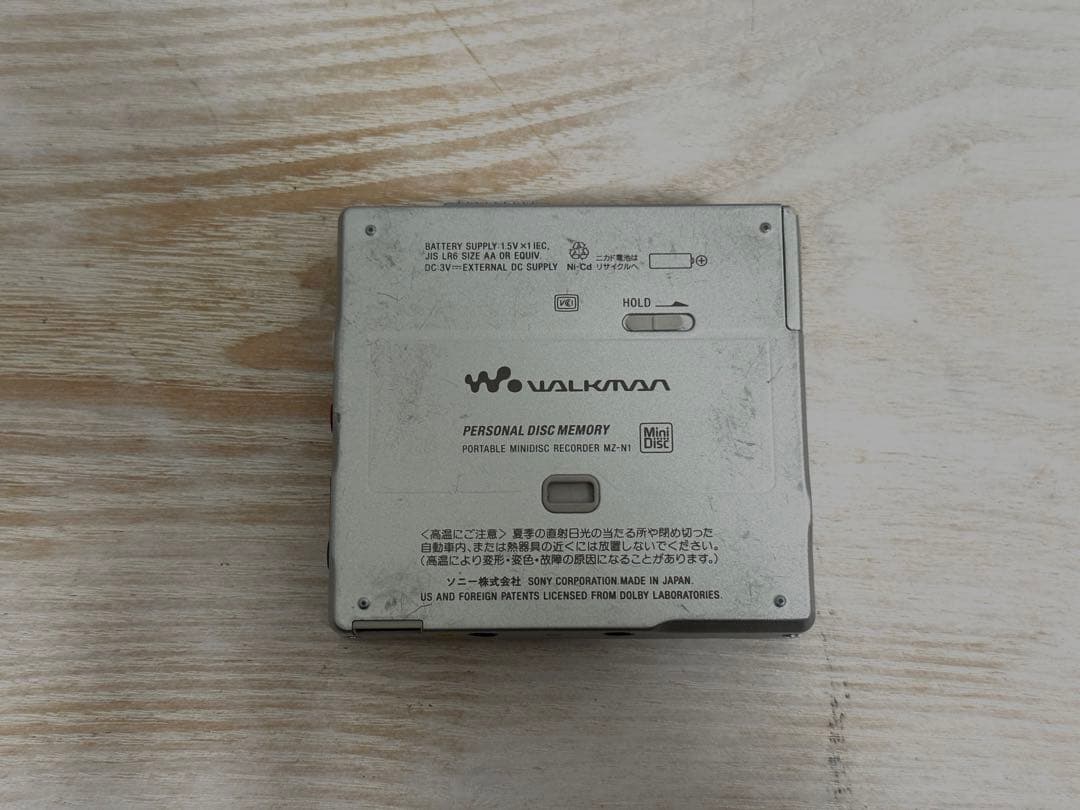 BATTERY SUPPLY 1.5V×1 IEC,
JIS LR6 SIZE AA OR EQUIV.
DC 3V⎓EXTERNAL DC SUPPLY
Ni-Cd
ニカド電池は
リサイクルへ
VCI
HOLD
W. WALKMAN
PERSONAL DISC MEMORY
PORTABLE MINIDISC RECORDER MZ-N1
Mini
Disc
<高温にご注意> 夏季の直射日光の当たる所や閉め切った
自動車内、または熱器具の近くには放置しないでください。
(高温により変形・変色・故障の原因になることがあります。)
ソニー株式会社 SONY CORPORATION MADE IN JAPAN.
US AND FOREIGN PATENTS LICENSED FROM DOLBY LABORATORIES.